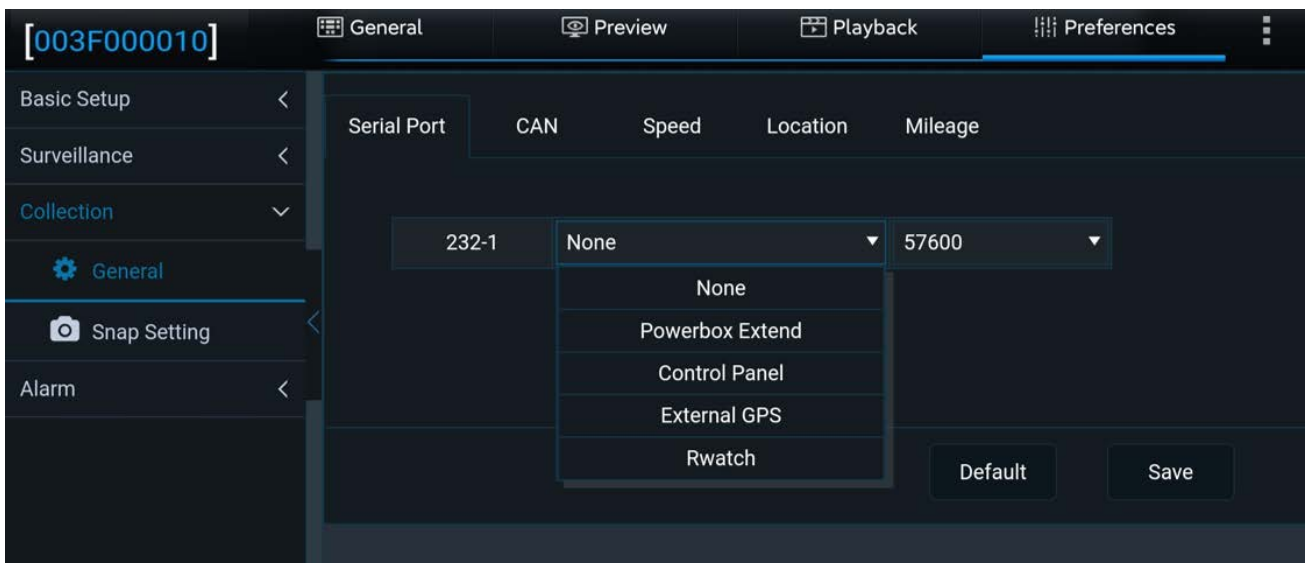 [003F000010]
General
Preview
Playback
Preferences
Basic Setup
Surveillance
Collection
General
Snap Setting
Alarm
Serial Port
CAN
Speed
Location
Mileage
232-1
None
57600
None
Powerbox Extend
Control Panel
External GPS
Rwatch
Default
Save